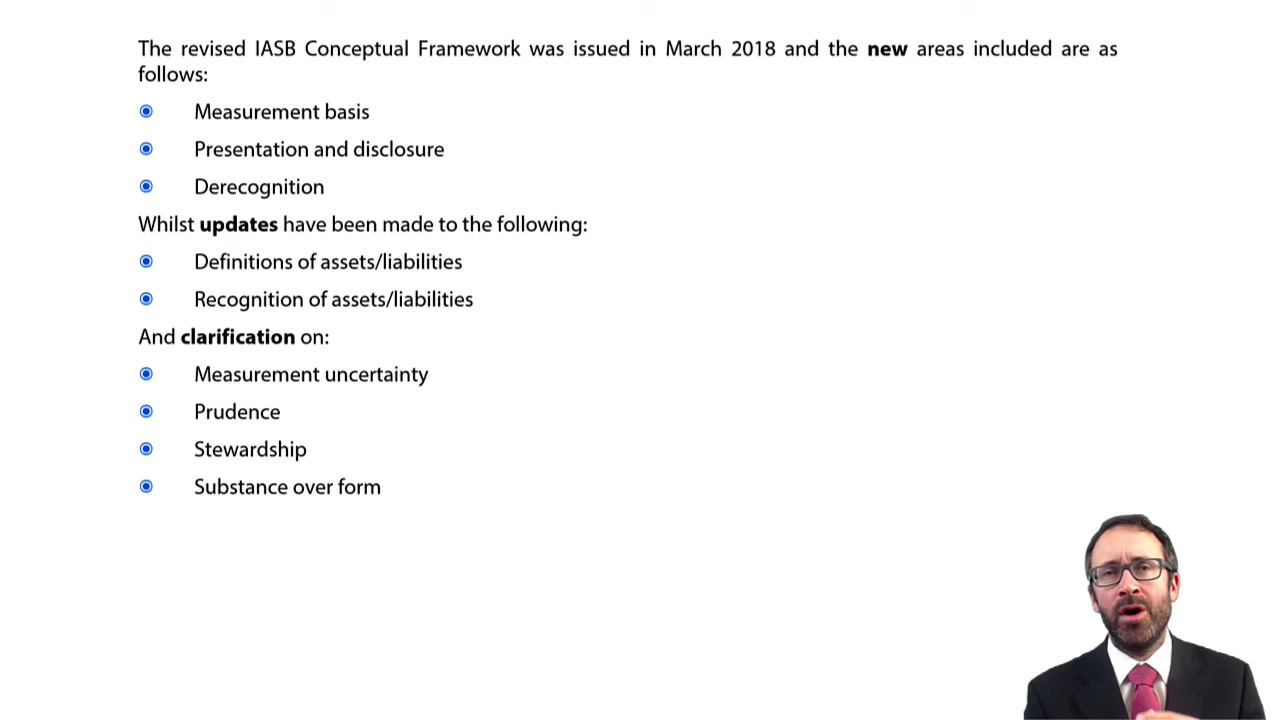 The revised IASB Conceptual Framework was issued in March 2018 and the new areas included are as
follows:
Measurement basis
Presentation and disclosure
Derecognition
Whilst updates have been made to the following:
Definitions of assets/liabilities
Recognition of assets/liabilities
And clarification on:
Measurement uncertainty
Prudence
Stewardship
Substance over form